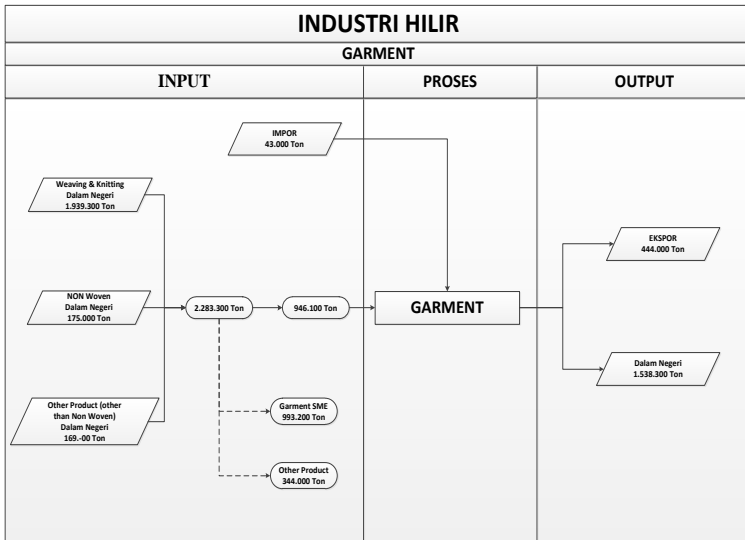 INDUSTRI HILIR
GARMENT
INPUT
PROSES
OUTPUT
IMPOR
43.000 Ton
Weaving & Knitting
Dalam Negeri
1.939.300 Ton
EKSPOR
444.000 Ton
NON Woven
Dalam Negeri
175.000 Ton
2.283.300 Ton
946.100 Ton
GARMENT
Dalam Negeri
1.538.300 Ton
Other Product (other
than Non Woven)
Dalam Negeri
169.-00 Ton
Garment SME
993.200 Ton
Other Product
344.000 Ton